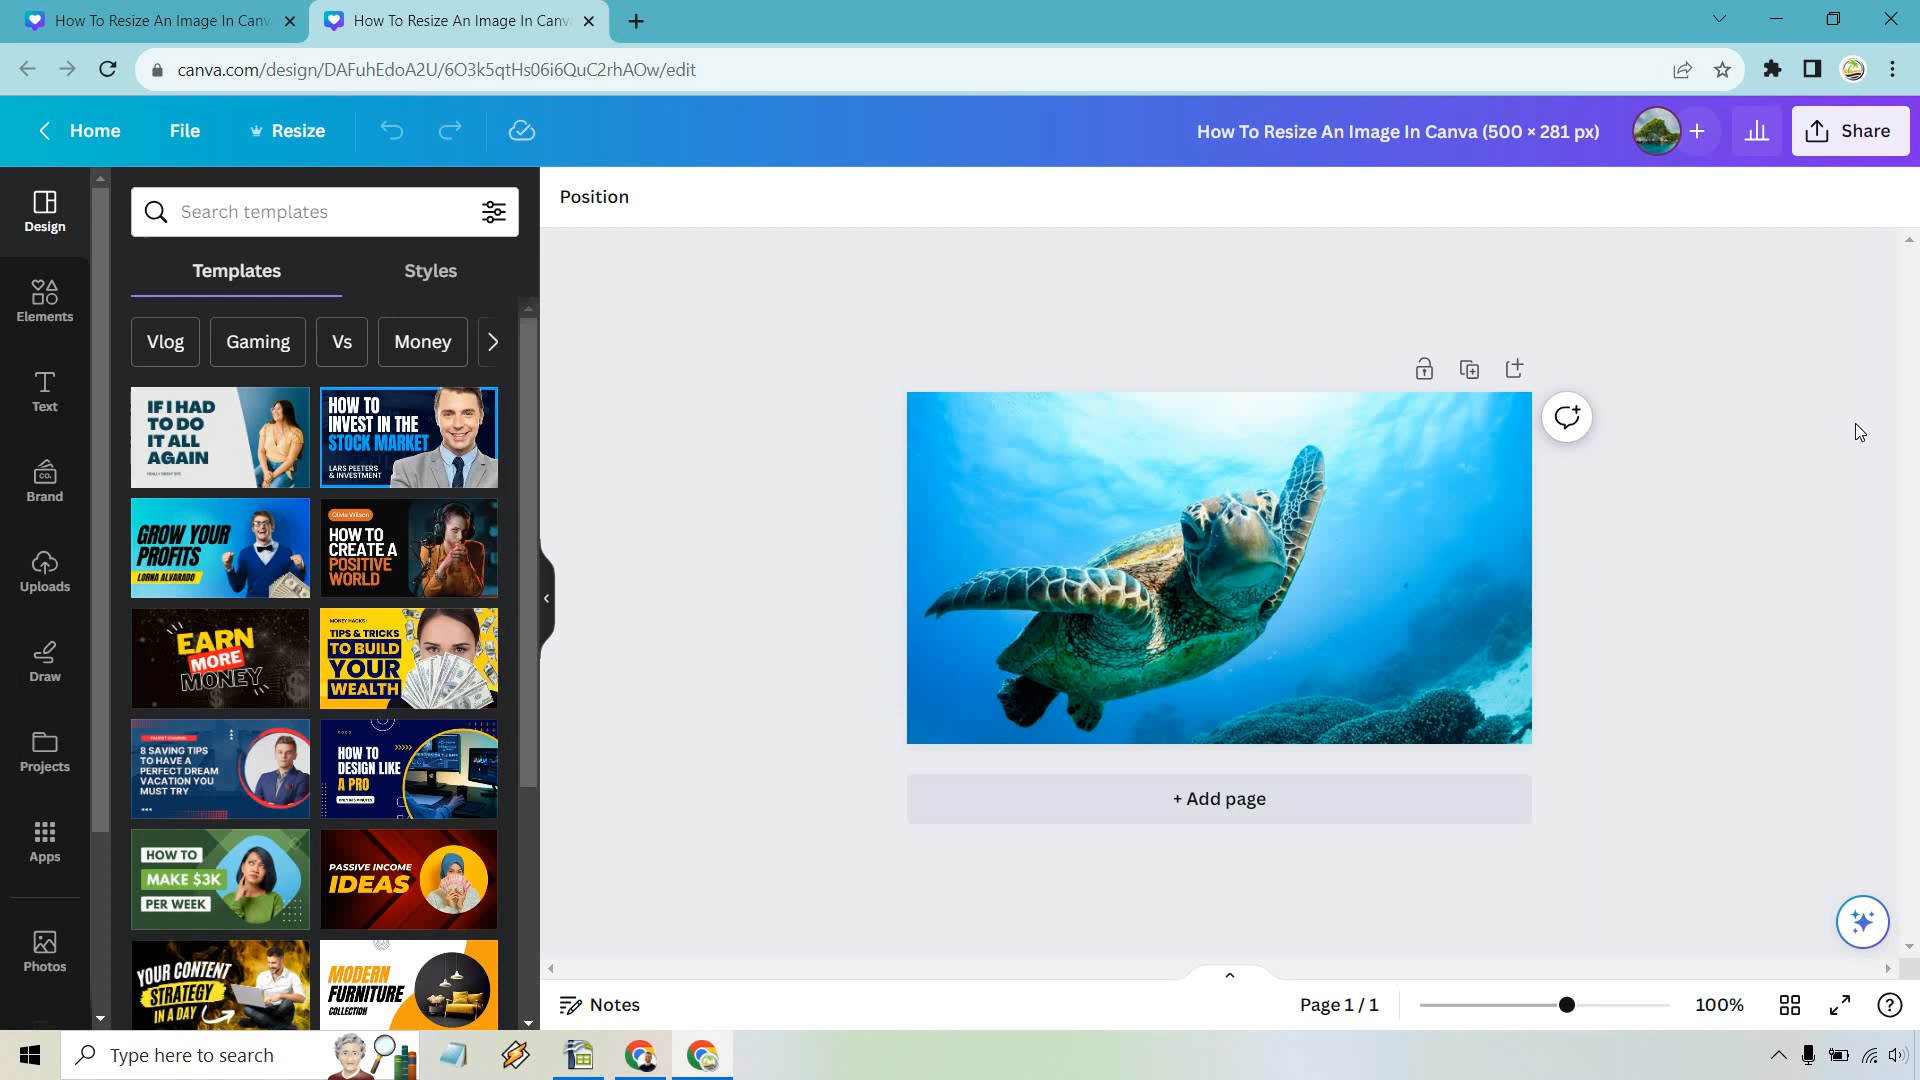 How To Resize An Image In Canv
How To Resize An Image In Canv
canva.com/design/DAFuhEdoA2U/6O3k5qtHs06i6QuC2rhAOw/edit
Home
File
Resize
How To Resize An Image In Canva (500 × 281 px)
Share
Design
Elements
Text
CO.
Brand
Uploads
Draw
Projects
Apps
Photos
Search templates
Templates
Styles
Vlog
Gaming
Vs
Money
IF I HAD
TO DO
IT ALL
AGAIN
HOW TO
INVEST IN THE
STOCK MARKET
LARS PEETERS
& INVESTMENT
GROW YOUR
PROFITS
LORNA ALVARADO
Olivia Wilson
HOW TO
CREATE A
POSITIVE
WORLD
EARN
MORE
MONEY
MONEY HACKS:
TIPS & TRICKS
TO BUILD
YOUR
WEALTH
8 SAVING TIPS
TO HAVE A
PERFECT DREAM
VACATION YOU
MUST TRY
HOW TO
DESIGN LIKE
A PRO
HOW TO
MAKE $3K
PER WEEK
PASSIVE INCOME
IDEAS
YOUR CONTENT
STRATEGY
IN A DAY
MODERN
FURNITURE
COLLECTION
Position
+ Add page
Notes
Page 1 / 1
100%
Type here to search